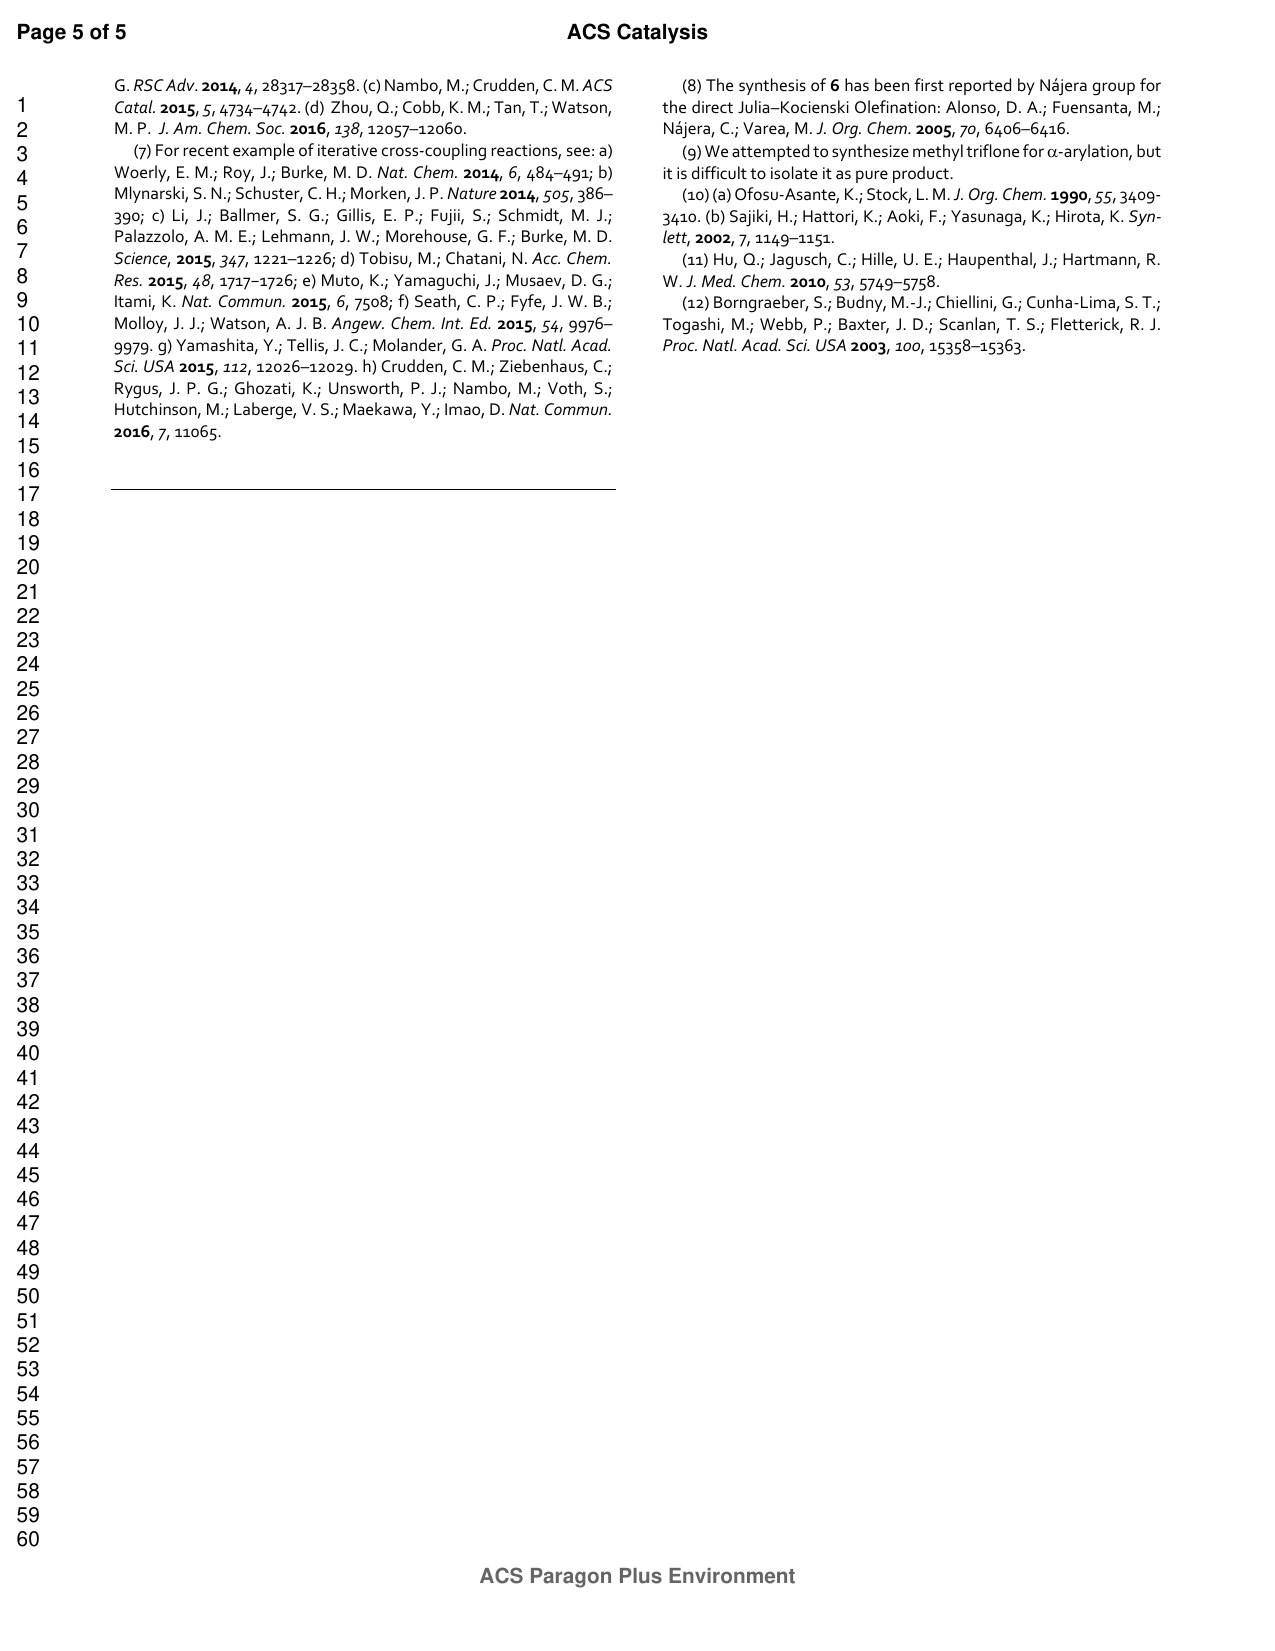 Page 5 of 5
ACS Catalysis
1
2
3
4
5
6
7
8
9
10
11
12
13
14
15
16
17
18
19
20
21
22
23
24
25
26
27
28
29
30
31
32
33
34
35
36
37
38
39
40
41
42
43
44
45
46
47
48
49
50
51
52
53
54
55
56
57
58
59
60
G. RSC Adv. 2014, 4, 28317–28358. (c) Nambo, M.; Crudden, C. M. ACS
Catal. 2015, 5, 4734–4742. (d) Zhou, Q.; Cobb, K. M.; Tan, T.; Watson,
M. P. J. Am. Chem. Soc. 2016, 138, 12057–12060.
(7) For recent example of iterative cross-coupling reactions, see: a)
Woerly, E. M.; Roy, J.; Burke, M. D. Nat. Chem. 2014, 6, 484–491; b)
Mlynarski, S. N.; Schuster, C. H.; Morken, J. P. Nature 2014, 505, 386–
390; c) Li, J.; Ballmer, S. G.; Gillis, E. P.; Fujii, S.; Schmidt, M. J.;
Palazzolo, A. M. E.; Lehmann, J. W.; Morehouse, G. F.; Burke, M. D.
Science, 2015, 347, 1221–1226; d) Tobisu, M.; Chatani, N. Acc. Chem.
Res. 2015, 48, 1717–1726; e) Muto, K.; Yamaguchi, J.; Musaev, D. G.;
Itami, K. Nat. Commun. 2015, 6, 7508; f) Seath, C. P.; Fyfe, J. W. B.;
Molloy, J. J.; Watson, A. J. B. Angew. Chem. Int. Ed. 2015, 54, 9976–
9979. g) Yamashita, Y.; Tellis, J. C.; Molander, G. A. Proc. Natl. Acad.
Sci. USA 2015, 112, 12026–12029. h) Crudden, C. M.; Ziebenhaus, C.;
Rygus, J. P. G.; Ghozati, K.; Unsworth, P. J.; Nambo, M.; Voth, S.;
Hutchinson, M.; Laberge, V. S.; Maekawa, Y.; Imao, D. Nat. Commun.
2016, 7, 11065.
(8) The synthesis of 6 has been first reported by Nájera group for
the direct Julia–Kocienski Olefination: Alonso, D. A.; Fuensanta, M.;
Nájera, C.; Varea, M. J. Org. Chem. 2005, 70, 6406–6416.
(9) We attempted to synthesize methyl triflone for α-arylation, but
it is difficult to isolate it as pure product.
(10) (a) Ofosu-Asante, K.; Stock, L. M. J. Org. Chem. 1990, 55, 3409-
3410. (b) Sajiki, H.; Hattori, K.; Aoki, F.; Yasunaga, K.; Hirota, K. Syn-
lett, 2002, 7, 1149–1151.
(11) Hu, Q.; Jagusch, C.; Hille, U. E.; Haupenthal, J.; Hartmann, R.
W. J. Med. Chem. 2010, 53, 5749–5758.
(12) Borngraeber, S.; Budny, M.-J.; Chiellini, G.; Cunha-Lima, S. T.;
Togashi, M.; Webb, P.; Baxter, J. D.; Scanlan, T. S.; Fletterick, R. J.
Proc. Natl. Acad. Sci. USA 2003, 100, 15358–15363.
ACS Paragon Plus Environment